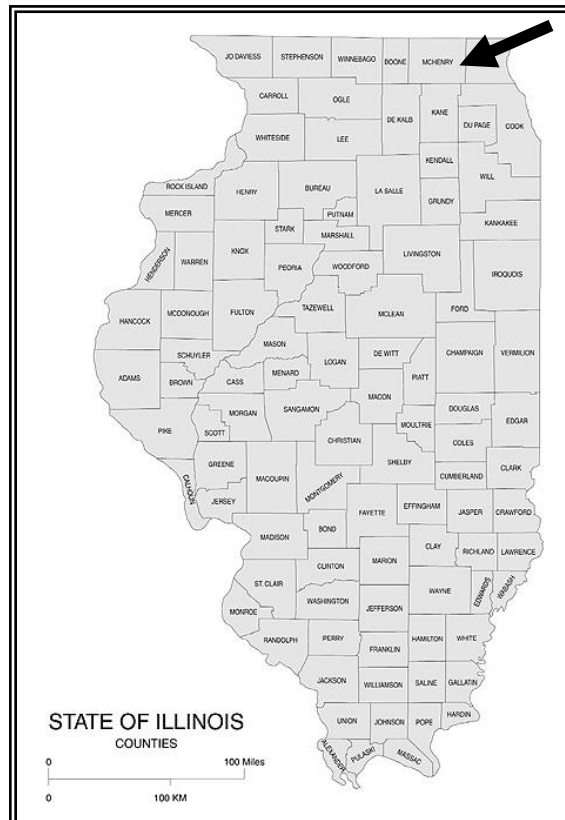 JO DAVIESS
STEPHENSON
WINNEBAGO
BOONE
MCHENRY
CARROLL
OGLE
DE KALB
KANE
DU PAGE
COOK
WHITESIDE
LEE
KENDALL
WILL
ROCK ISLAND
HENRY
BUREAU
LA SALLE
GRUNDY
MERCER
PUTNAM
KANKAKEE
STARK
MARSHALL
HENDERSON
WARREN
KNOX
PEORIA
WOODFORD
LIVINGSTON
IROQUOIS
HANCOCK
MCDONOUGH
FULTON
TAZEWELL
MCLEAN
FORD
MASON
SCHUYLER
LOGAN
DE WITT
CHAMPAIGN
VERMILION
ADAMS
BROWN
CASS
MENARD
PIATT
MACON
MORGAN
SANGAMON
DOUGLAS
PIKE
SCOTT
CHRISTIAN
MOULTRIE
EDGAR
COLES
GREENE
MACOUPIN
MONTGOMERY
SHELBY
CUMBERLAND
CLARK
CALHOUN
JERSEY
FAYETTE
EFFINGHAM
JASPER
CRAWFORD
BOND
MADISON
CLAY
RICHLAND
LAWRENCE
CLINTON
MARION
ST. CLAIR
WAYNE
EDWARDS
WABASH
WASHINGTON
JEFFERSON
MONROE
RANDOLPH
PERRY
HAMILTON
WHITE
FRANKLIN
JACKSON
WILLIAMSON
SALINE
GALLATIN
UNION
JOHNSON
POPE
HARDIN
ALEXANDER
PULASKI
MASSAC
STATE OF ILLINOIS
COUNTIES
0 100 Miles
0 100 KM